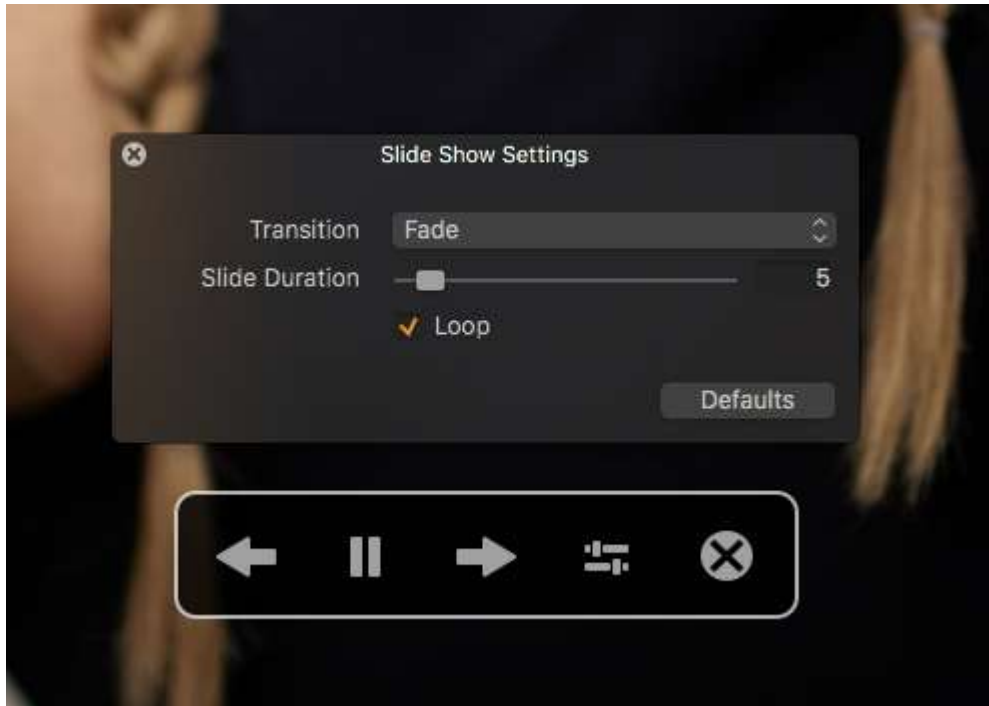 Slide Show Settings
Transition Fade
Slide Duration 5
Loop
Defaults